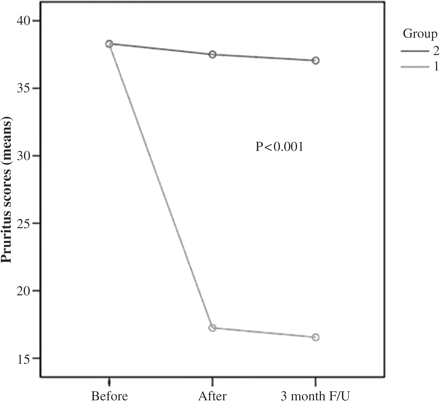 40
35
30
25
20
15
Pruritus scores (means)
Group
2
1
P<0.001
Before
After
3 month F/U